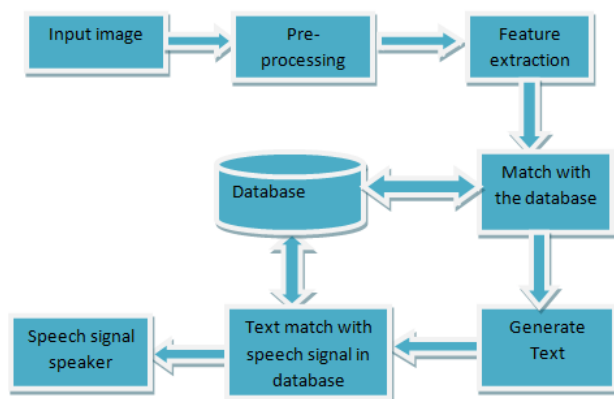 Input image
Pre-
processing
Feature
extraction
Match with
the database
Database
Generate
Text
Text match with
speech signal in
database
Speech signal
speaker